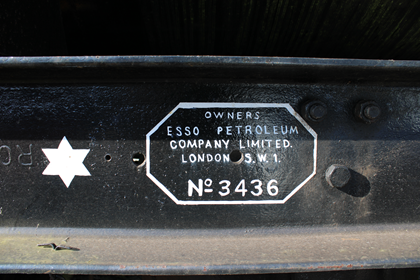 OWNERS
ESSO PETROLEUM
COMPANY LIMITED.
LONDON S.W.1.
Nº 3436